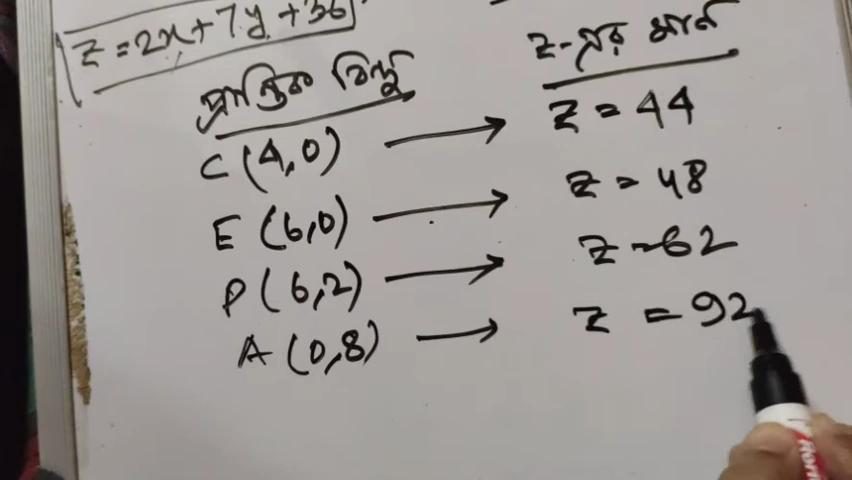 z = 2x + 7y + 36
প্রান্তিক বিন্দু
z-এর মান
C (4,0) → z = 44
E (6,0) → z = 48
P (6,2) → z = 62
A (0,8) → z = 92